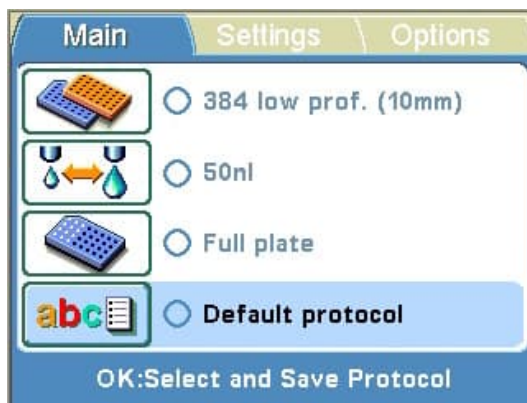 Main Settings Options
384 low prof. (10mm)
50nl
Full plate
abc Default protocol
OK:Select and Save Protocol